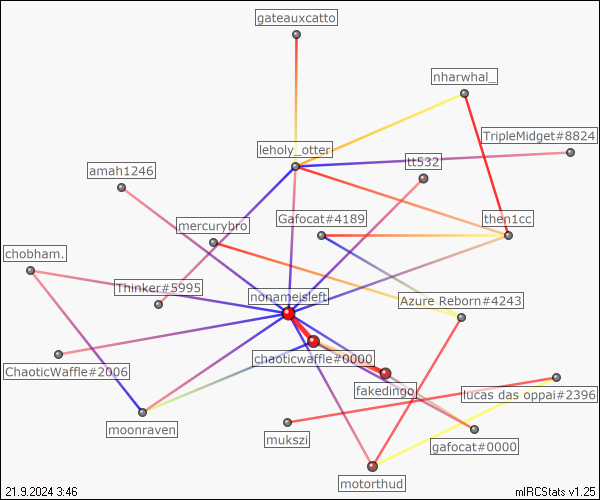 gateauxcatto
nharwhal_
TripleMidget#8824
leholy_otter
tt532
amah1246
mercurybro
Gafocat#4189
then1cc
chobham.
Thinker#5995
nonameisleft
Azure Reborn#4243
chaoticwaffle#0000
ChaoticWaffle#2006
fakedingo
lucas das oppai#2396
moonraven
mukszi
gafocat#0000
motorthud
21.9.2024 3:46
mIRCStats v1.25